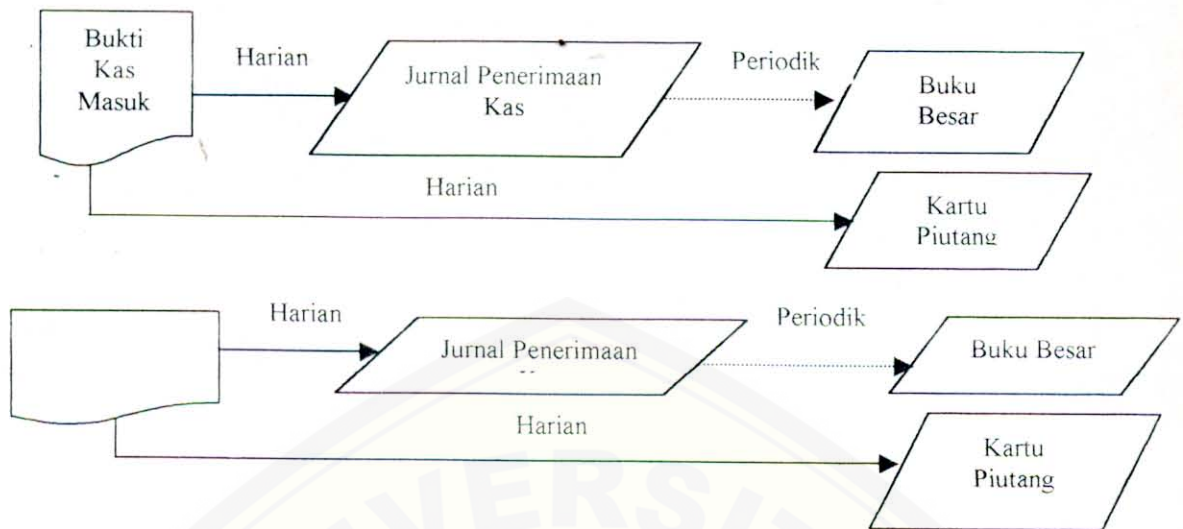 Bukti
Kas
Masuk
Harian
Jurnal Penerimaan
Kas
Periodik
Buku
Besar
Harian
Kartu
Piutang
Harian
Jurnal Penerimaan
Periodik
Buku Besar
Harian
Kartu
Piutang